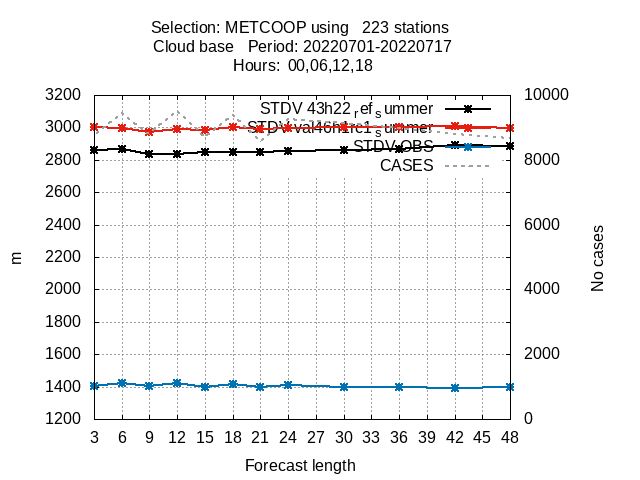 Selection: METCOOP using 223 stations
Cloud base Period: 20220701-20220717
Hours: 00,06,12,18
3200
3000
2800
2600
2400
2200
2000
1800
1600
1400
1200
m
STDV 43h22_ref_summer
STDV val46h1rc1_summer
STDV OBS
CASES
10000
8000
6000
4000
2000
0
No cases
3 6 9 12 15 18 21 24 27 30 33 36 39 42 45 48
Forecast length